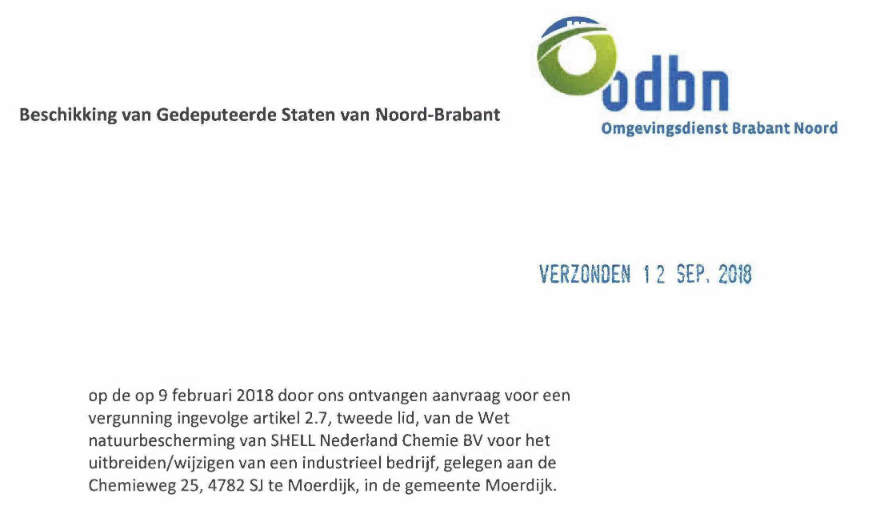 odbn
Omgevingsdienst Brabant Noord
Beschikking van Gedeputeerde Staten van Noord-Brabant
VERZONDEN 12 SEP. 2018
op de op 9 februari 2018 door ons ontvangen aanvraag voor een
vergunning ingevolge artikel 2.7, tweede lid, van de Wet
natuurbescherming van SHELL Nederland Chemie BV voor het
uitbreiden/wijzigen van een industrieel bedrijf, gelegen aan de
Chemieweg 25, 4782 SJ te Moerdijk, in de gemeente Moerdijk.